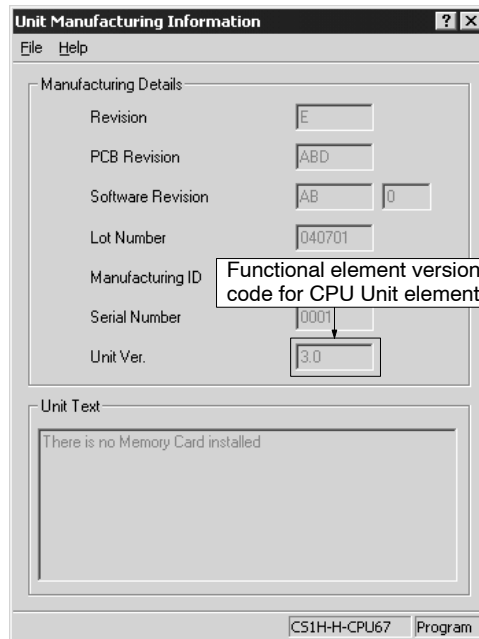 Unit Manufacturing Information
File Help
Manufacturing Details
Revision E
PCB Revision ABD
Software Revision AB 0
Lot Number 040701
Manufacturing ID
Functional element version
code for CPU Unit element
Serial Number 0001
Unit Ver. 3.0
Unit Text
There is no Memory Card installed
CS1H-H-CPU67 Program